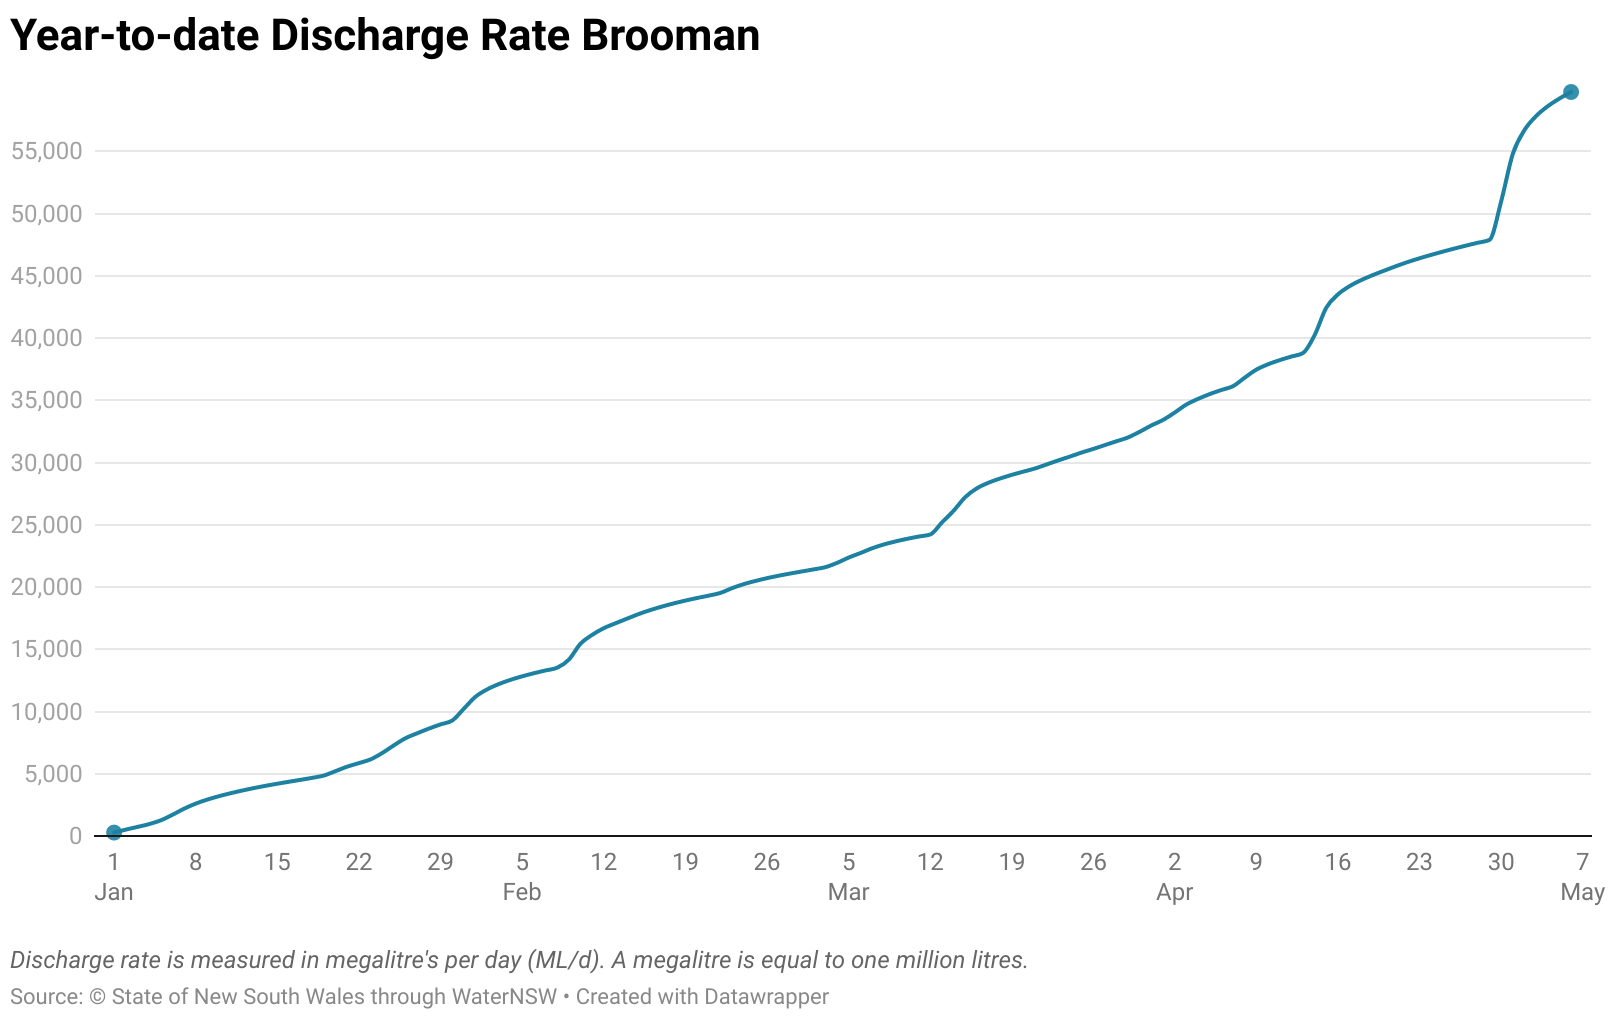 Year-to-date Discharge Rate Brooman
55,000
50,000
45,000
40,000
35,000
30,000
25,000
20,000
15,000
10,000
5,000
0
1 8 15 22 29 5 12 19 26 5 12 19 26 2 9 16 23 30 7
Jan Feb Mar Apr May
Discharge rate is measured in megalitre's per day (ML/d). A megalitre is equal to one million litres.
Source: © State of New South Wales through WaterNSW • Created with Datawrapper